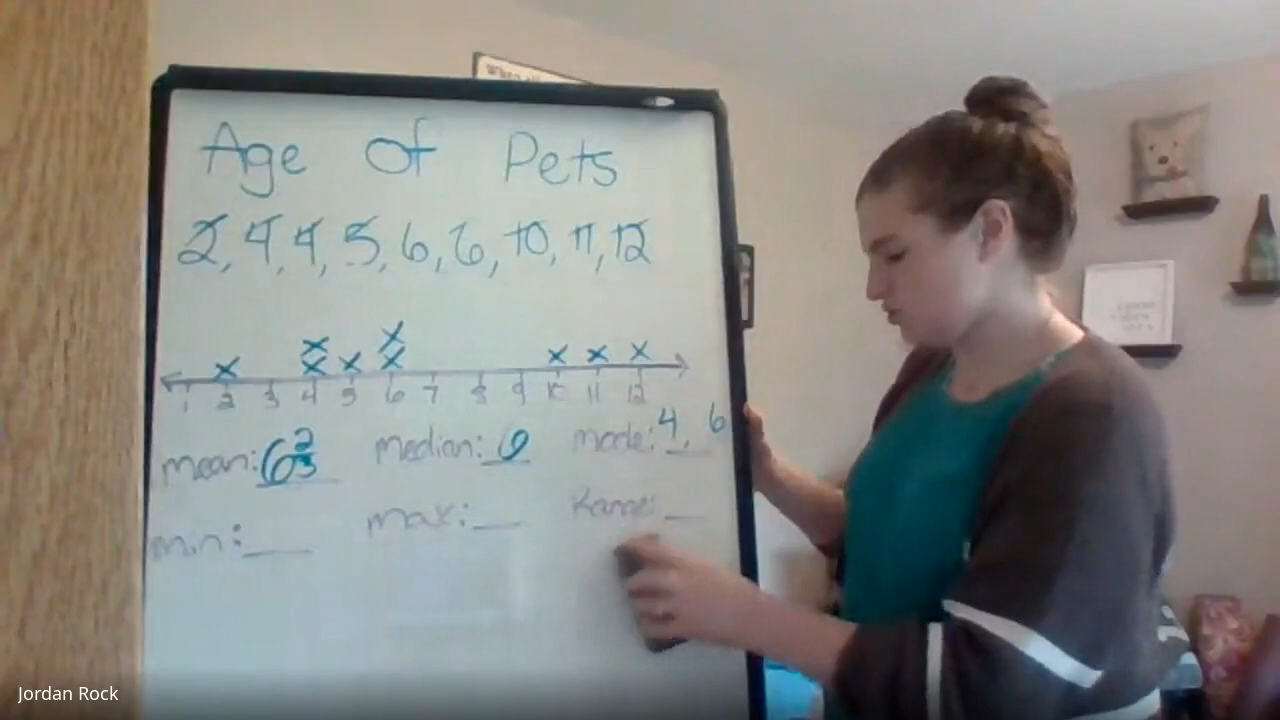 Age of Pets
2, 4, 4, 5, 6, 6, 10, 11, 12
1 2 3 4 5 6 7 8 9 10 11 12
mean: 6 2/3 median: 6 mode: 4, 6
min: max: Range:
Jordan Rock